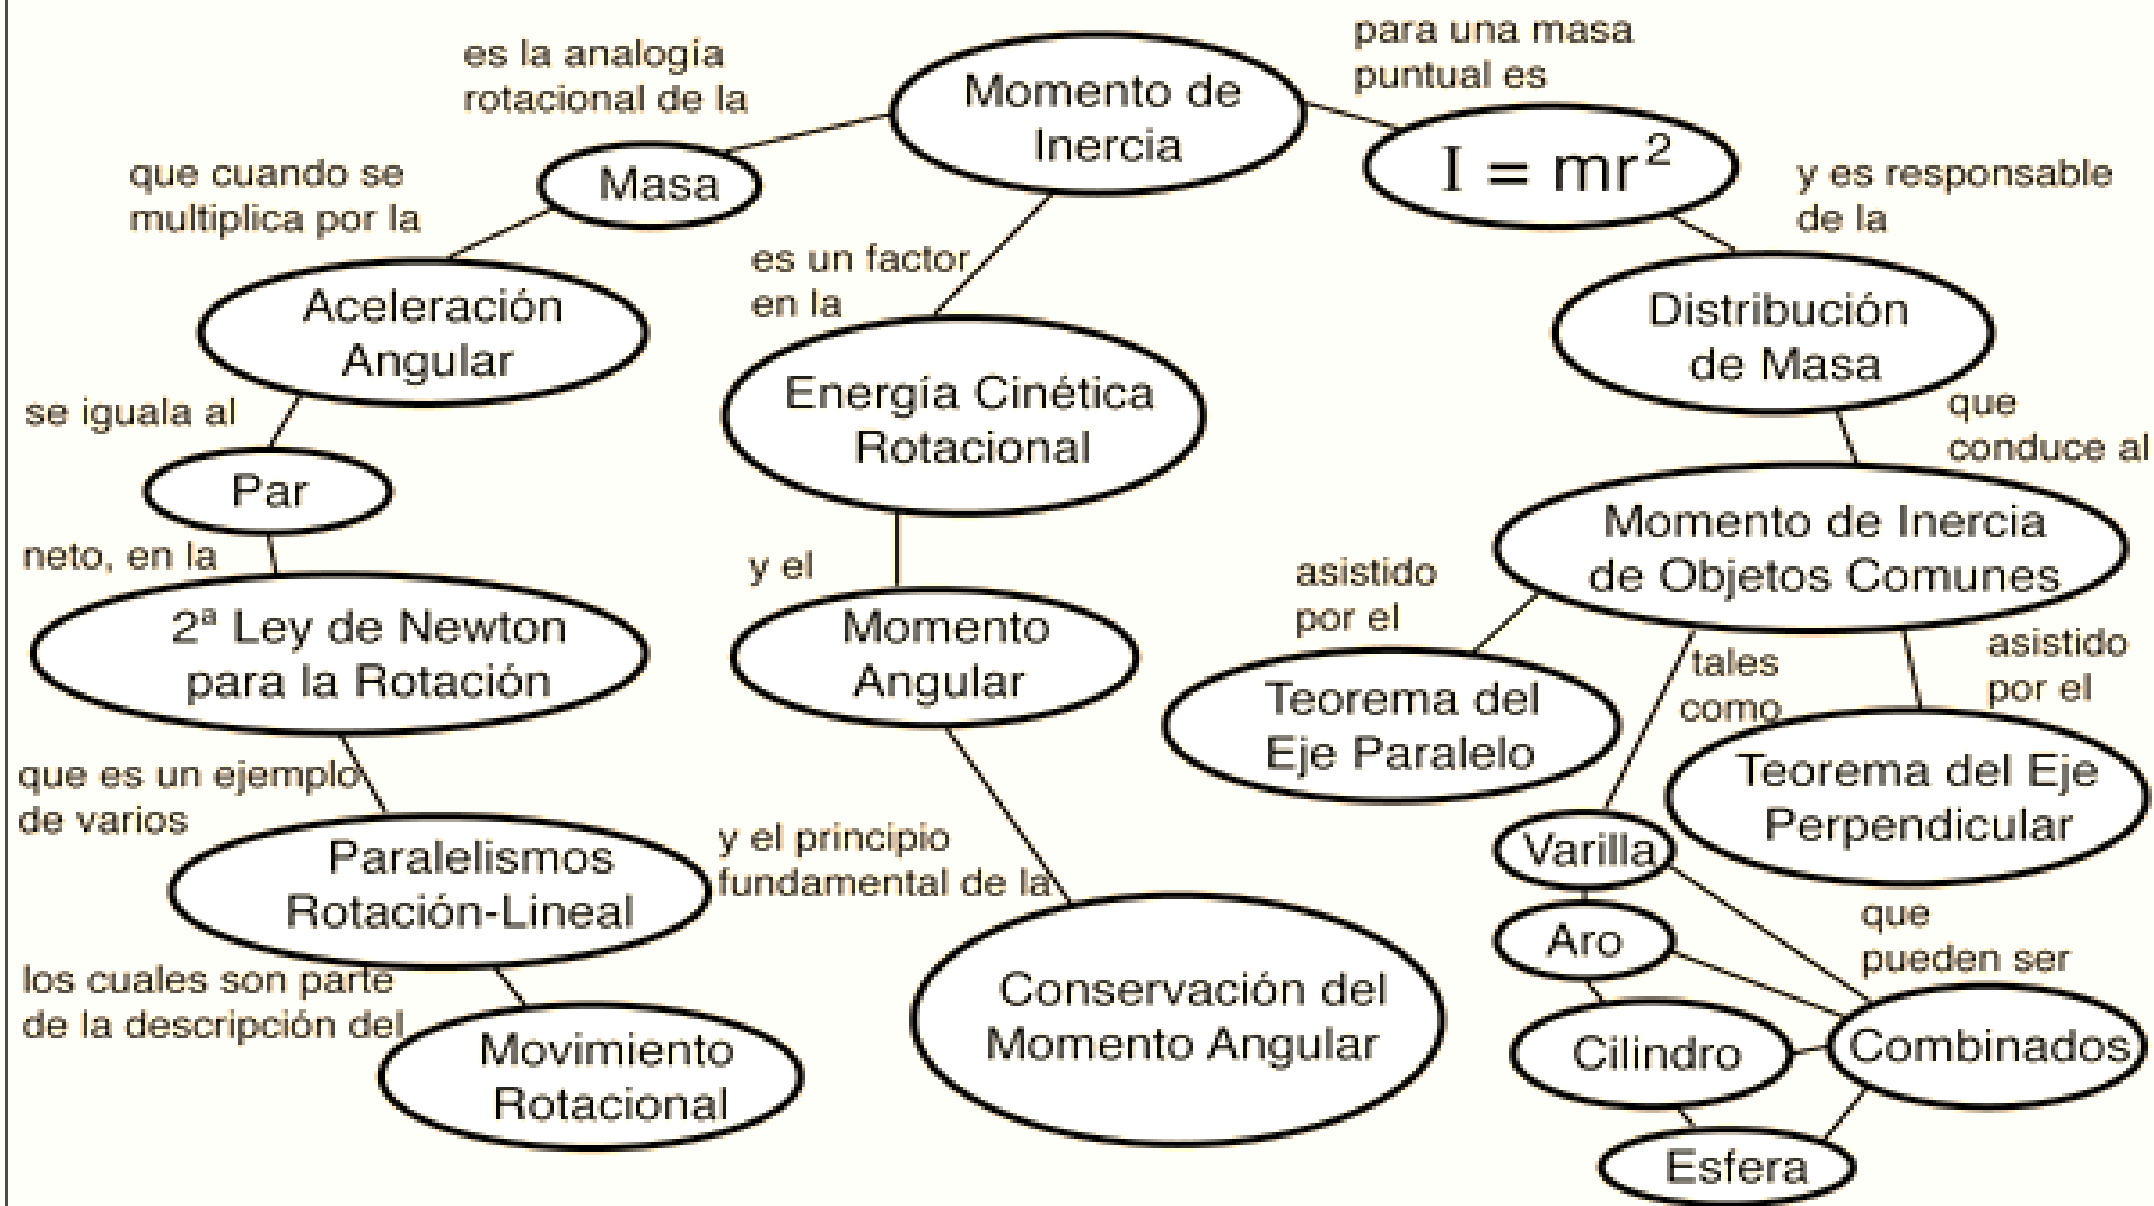 es la analogía
rotacional de la
Momento de
Inercia
para una masa
puntual es
I = mr²
Masa
que cuando se
multiplica por la
y es responsable
de la
es un factor
en la
Aceleración
Angular
Distribución
de Masa
se iguala al
Energía Cinética
Rotacional
que
conduce al
Par
neto, en la
y el
Momento de Inercia
de Objetos Comunes
asistido
por el
2ª Ley de Newton
para la Rotación
Momento
Angular
tales
como
asistido
por el
Teorema del
Eje Paralelo
Teorema del Eje
Perpendicular
que es un ejemplo
de varios
Paralelismos
Rotación-Lineal
y el principio
fundamental de la
Varilla
Aro
que
pueden ser
los cuales son parte
de la descripción del
Movimiento
Rotacional
Conservación del
Momento Angular
Cilindro
Combinados
Esfera